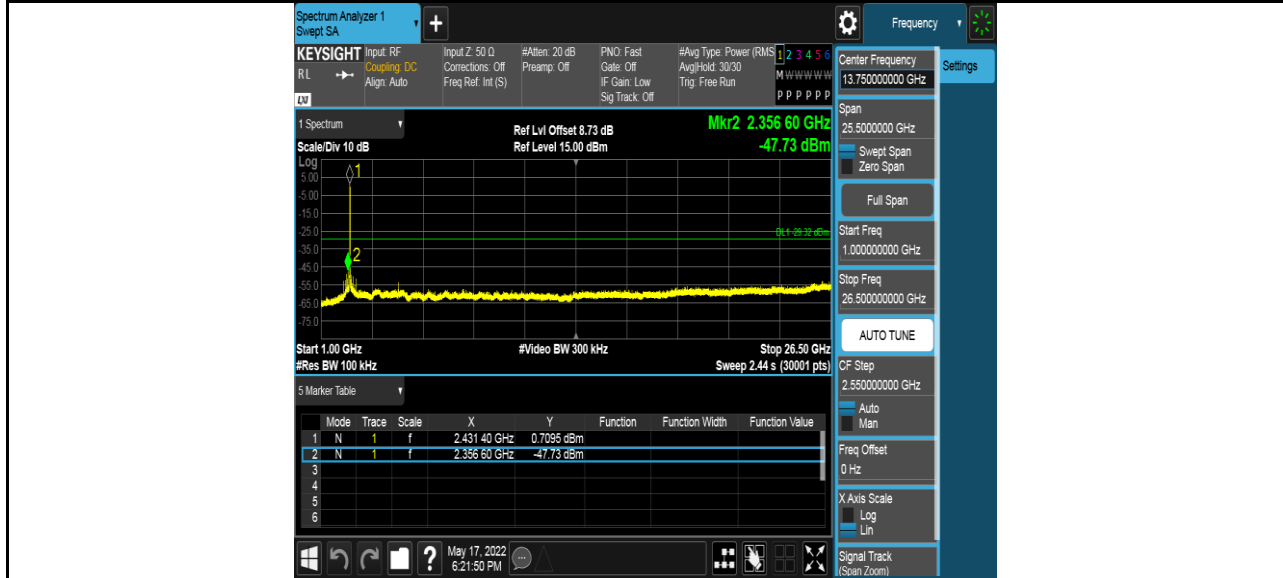 Spectrum Analyzer 1
Swept SA
Frequency
KEYSIGHT
RL
LXI
Input: RF
Coupling: DC
Align: Auto
Input Z: 50 Ω
Corrections: Off
Freq Ref: Int (S)
#Atten: 20 dB
Preamp: Off
PNO: Fast
Gate: Off
IF Gain: Low
Sig Track: Off
#Avg Type: Power (RMS
Avg|Hold: 30/30
Trig: Free Run
1 2 3 4 5 6
M W W W W W
P P P P P P
1 Spectrum
Scale/Div 10 dB
Ref Lvl Offset 8.73 dB
Ref Level 15.00 dBm
Mkr2 2.356 60 GHz
-47.73 dBm
Log
5.00
-5.00
-15.0
-25.0
-35.0
-45.0
-55.0
-65.0
-75.0
1
2
DL1 -29.32 dBm
Start 1.00 GHz
#Res BW 100 kHz
#Video BW 300 kHz
Stop 26.50 GHz
Sweep 2.44 s (30001 pts)
5 Marker Table
Mode Trace Scale X Y Function Function Width Function Value
1 N 1 f 2.431 40 GHz 0.7095 dBm
2 N 1 f 2.356 60 GHz -47.73 dBm
3
4
5
6
May 17, 2022
6:21:50 PM
Center Frequency
13.750000000 GHz
Settings
Span
25.5000000 GHz
Swept Span
Zero Span
Full Span
Start Freq
1.000000000 GHz
Stop Freq
26.500000000 GHz
AUTO TUNE
CF Step
2.550000000 GHz
Auto
Man
Freq Offset
0 Hz
X Axis Scale
Log
Lin
Signal Track
(Span Zoom)